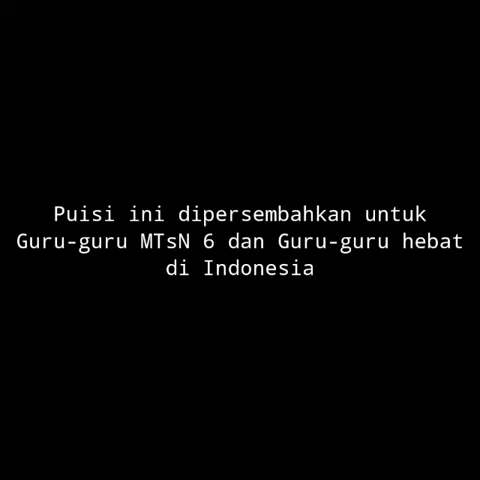 Puisi ini dipersembahkan untuk
Guru-guru MTsN 6 dan Guru-guru hebat
di Indonesia